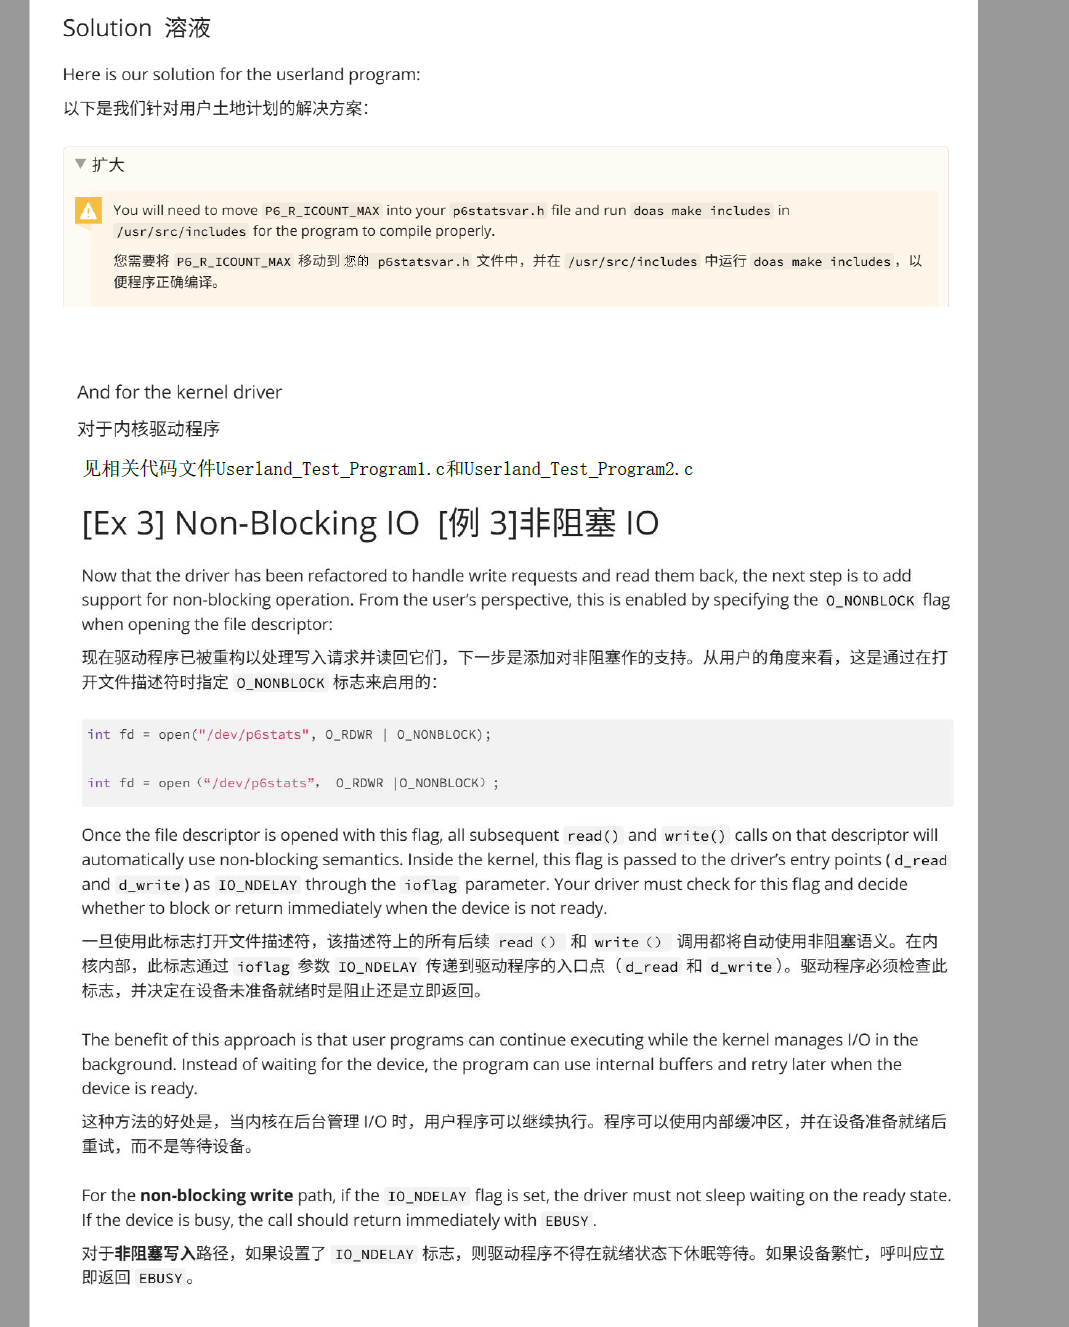 Solution 溶液
Here is our solution for the userland program:
以下是我们针对用户土地计划的解决方案：
▼ 扩大
You will need to move P6_R_ICOUNT_MAX into your p6statsvar.h file and run doas make includes in
/usr/src/includes for the program to compile properly.
您需要将 P6_R_ICOUNT_MAX 移动到 您的 p6statsvar.h 文件中，并在 /usr/src/includes 中运行 doas make includes，以
便程序正确编译。
And for the kernel driver
对于内核驱动程序
见相关代码文件Userland_Test_Program1.c和Userland_Test_Program2.c
[Ex 3] Non-Blocking IO [例 3]非阻塞 IO
Now that the driver has been refactored to handle write requests and read them back, the next step is to add
support for non-blocking operation. From the user's perspective, this is enabled by specifying the O_NONBLOCK flag
when opening the file descriptor:
现在驱动程序已被重构以处理写入请求并读回它们，下一步是添加对非阻塞作的支持。从用户的角度来看，这是通过在打
开文件描述符时指定 O_NONBLOCK 标志来启用的：
int fd = open("/dev/p6stats", O_RDWR | O_NONBLOCK);
int fd = open（“/dev/p6stats”， O_RDWR |O_NONBLOCK）;
Once the file descriptor is opened with this flag, all subsequent read() and write() calls on that descriptor will
automatically use non-blocking semantics. Inside the kernel, this flag is passed to the driver's entry points ( d_read
and d_write ) as IO_NDELAY through the ioflag parameter. Your driver must check for this flag and decide
whether to block or return immediately when the device is not ready.
一旦使用此标志打开文件描述符，该描述符上的所有后续 read（） 和 write（） 调用都将自动使用非阻塞语义。在内
核内部，此标志通过 ioflag 参数 IO_NDELAY 传递到驱动程序的入口点（ d_read 和 d_write ）。驱动程序必须检查此
标志，并决定在设备未准备就绪时是阻止还是立即返回。
The benefit of this approach is that user programs can continue executing while the kernel manages I/O in the
background. Instead of waiting for the device, the program can use internal buffers and retry later when the
device is ready.
这种方法的好处是，当内核在后台管理 I/O 时，用户程序可以继续执行。程序可以使用内部缓冲区，并在设备准备就绪后
重试，而不是等待设备。
For the non-blocking write path, if the IO_NDELAY flag is set, the driver must not sleep waiting on the ready state.
If the device is busy, the call should return immediately with EBUSY .
对于非阻塞写入路径，如果设置了 IO_NDELAY 标志，则驱动程序不得在就绪状态下休眠等待。如果设备繁忙，呼叫应立
即返回 EBUSY 。